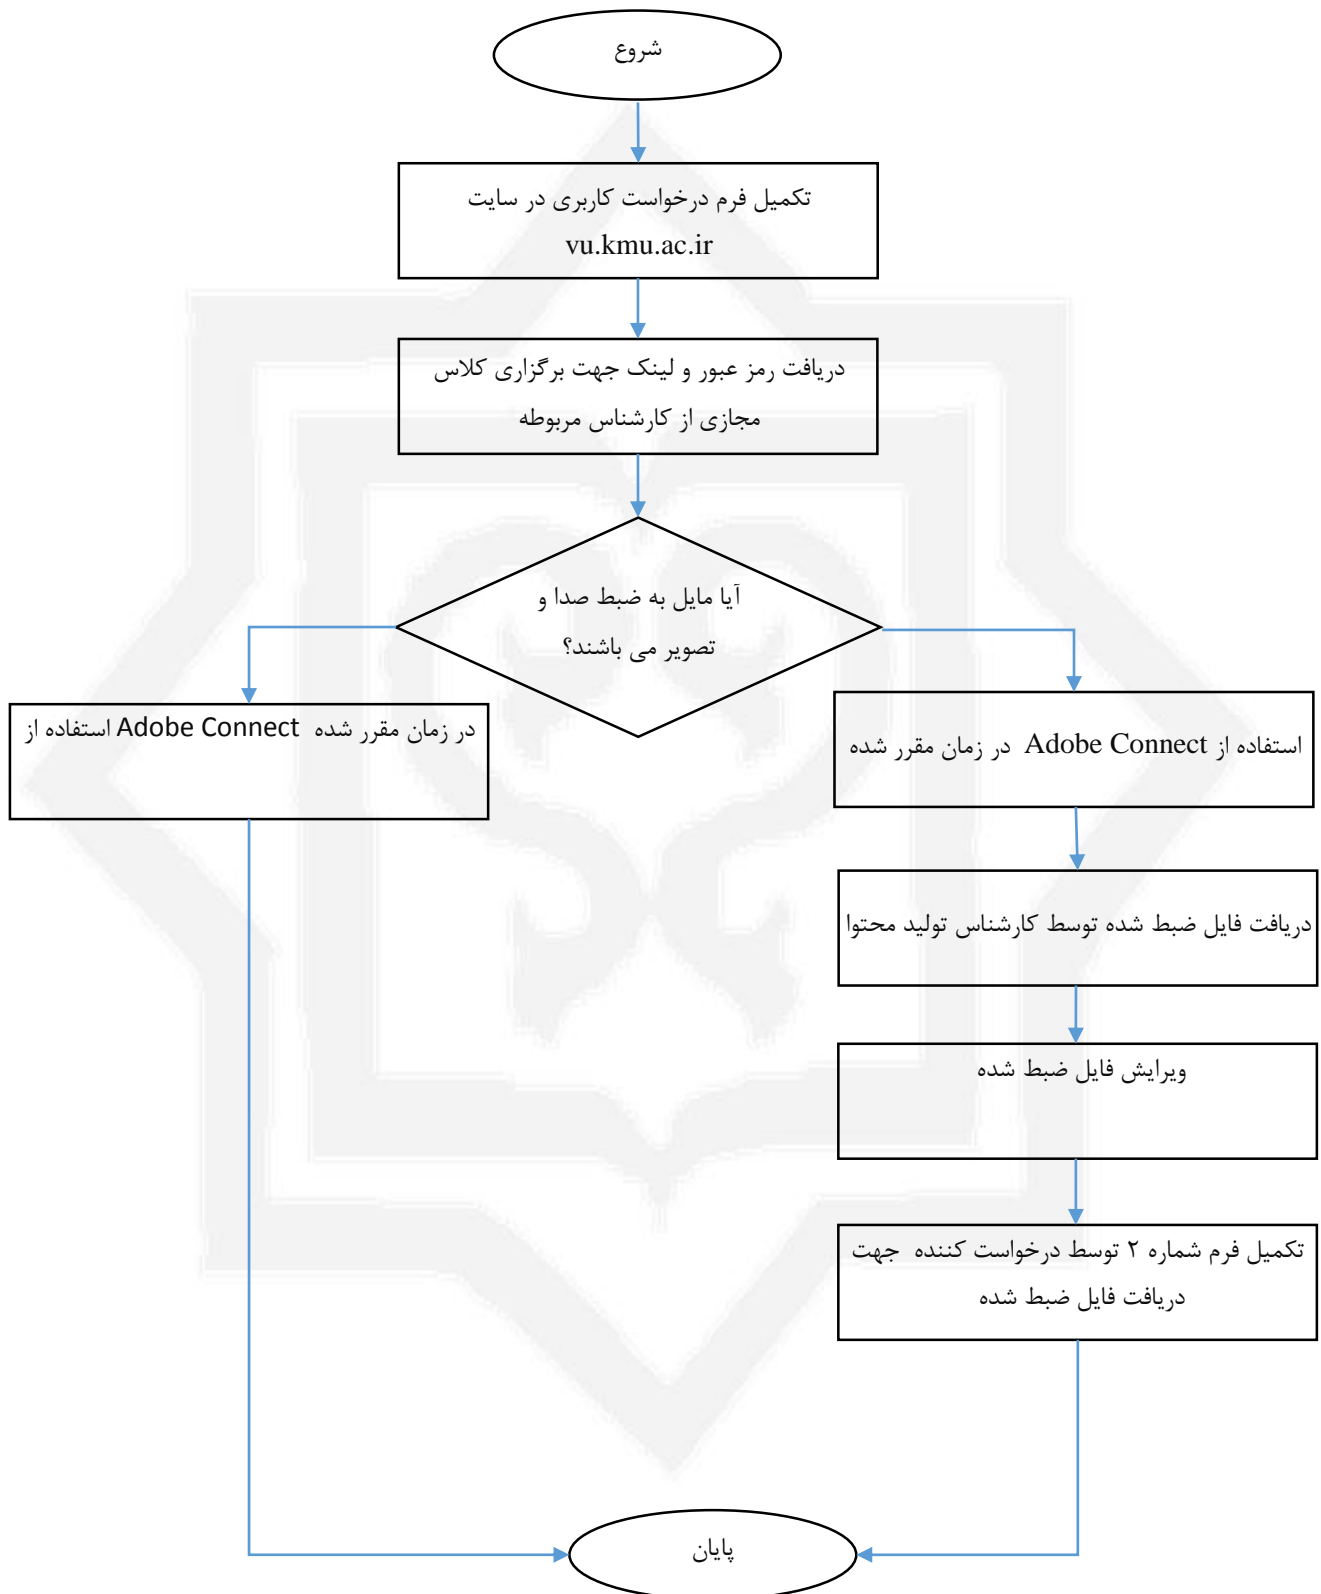 شروع
تکمیل فرم درخواست کاربری در سایت
vu.kmu.ac.ir
دریافت رمز عبور و لینک جهت برگزاری کلاس
مجازی از کارشناس مربوطه
آیا مایل به ضبط صدا و
تصویر می باشند؟
استفاده از Adobe Connect در زمان مقرر شده
در زمان مقرر شده Adobe Connect استفاده از
دریافت فایل ضبط شده توسط کارشناس تولید محتوا
ویرایش فایل ضبط شده
تکمیل فرم شماره ۲ توسط درخواست کننده جهت
دریافت فایل ضبط شده
پایان